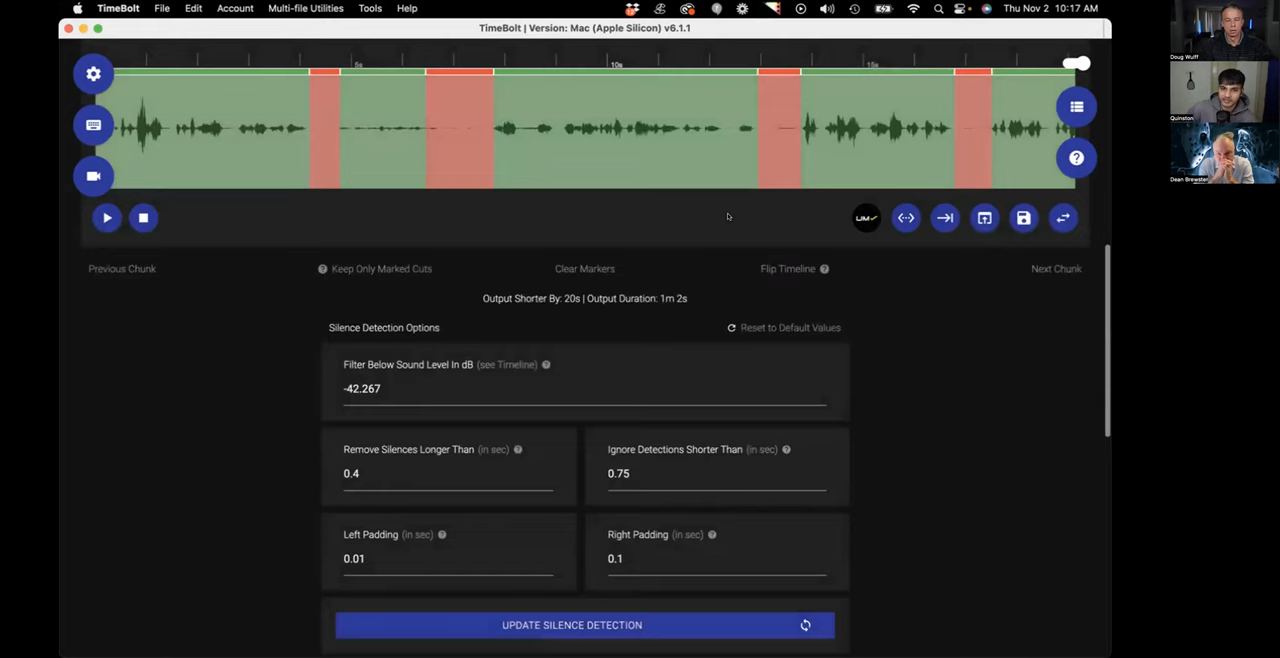 TimeBolt File Edit Account Multi-file Utilities Tools Help Thu Nov 2 10:17 AM
TimeBolt | Version: Mac (Apple Silicon) v6.1.1
5s 10s 15s
UM
Previous Chunk Keep Only Marked Cuts Clear Markers Flip Timeline Next Chunk
Output Shorter By: 20s | Output Duration: 1m 2s
Silence Detection Options Reset to Default Values
Filter Below Sound Level In dB (see Timeline)
-42.267
Remove Silences Longer Than (in sec) Ignore Detections Shorter Than (in sec)
0.4 0.75
Left Padding (in sec) Right Padding (in sec)
0.01 0.1
UPDATE SILENCE DETECTION
Doug Wulff
Quinston
Dean Brewster